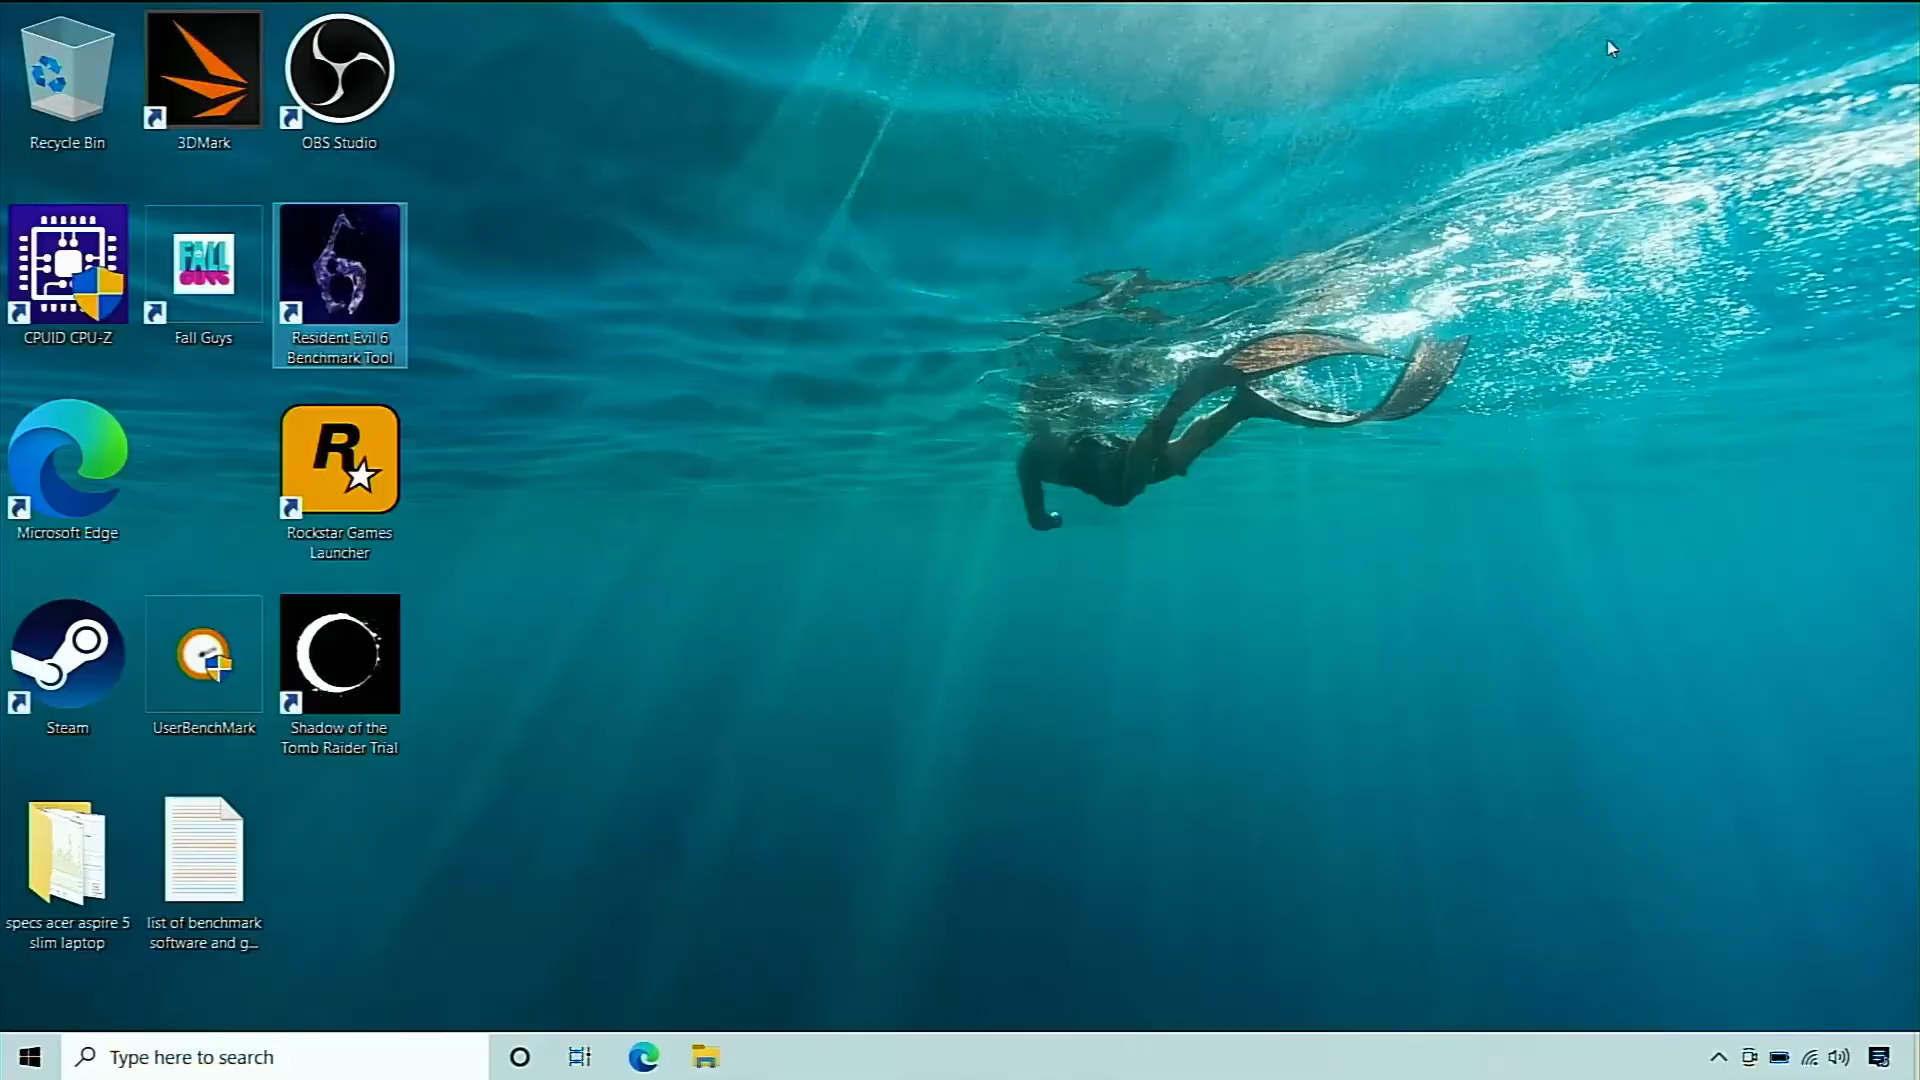 Recycle Bin
3DMark
OBS Studio
CPUID CPU-Z
FALL
GUYS
Fall Guys
Resident Evil 6
Benchmark Tool
Microsoft Edge
R
Rockstar Games
Launcher
Steam
UserBenchMark
Shadow of the
Tomb Raider Trial
specs acer aspire 5
slim laptop
list of benchmark
software and g...
Type here to search